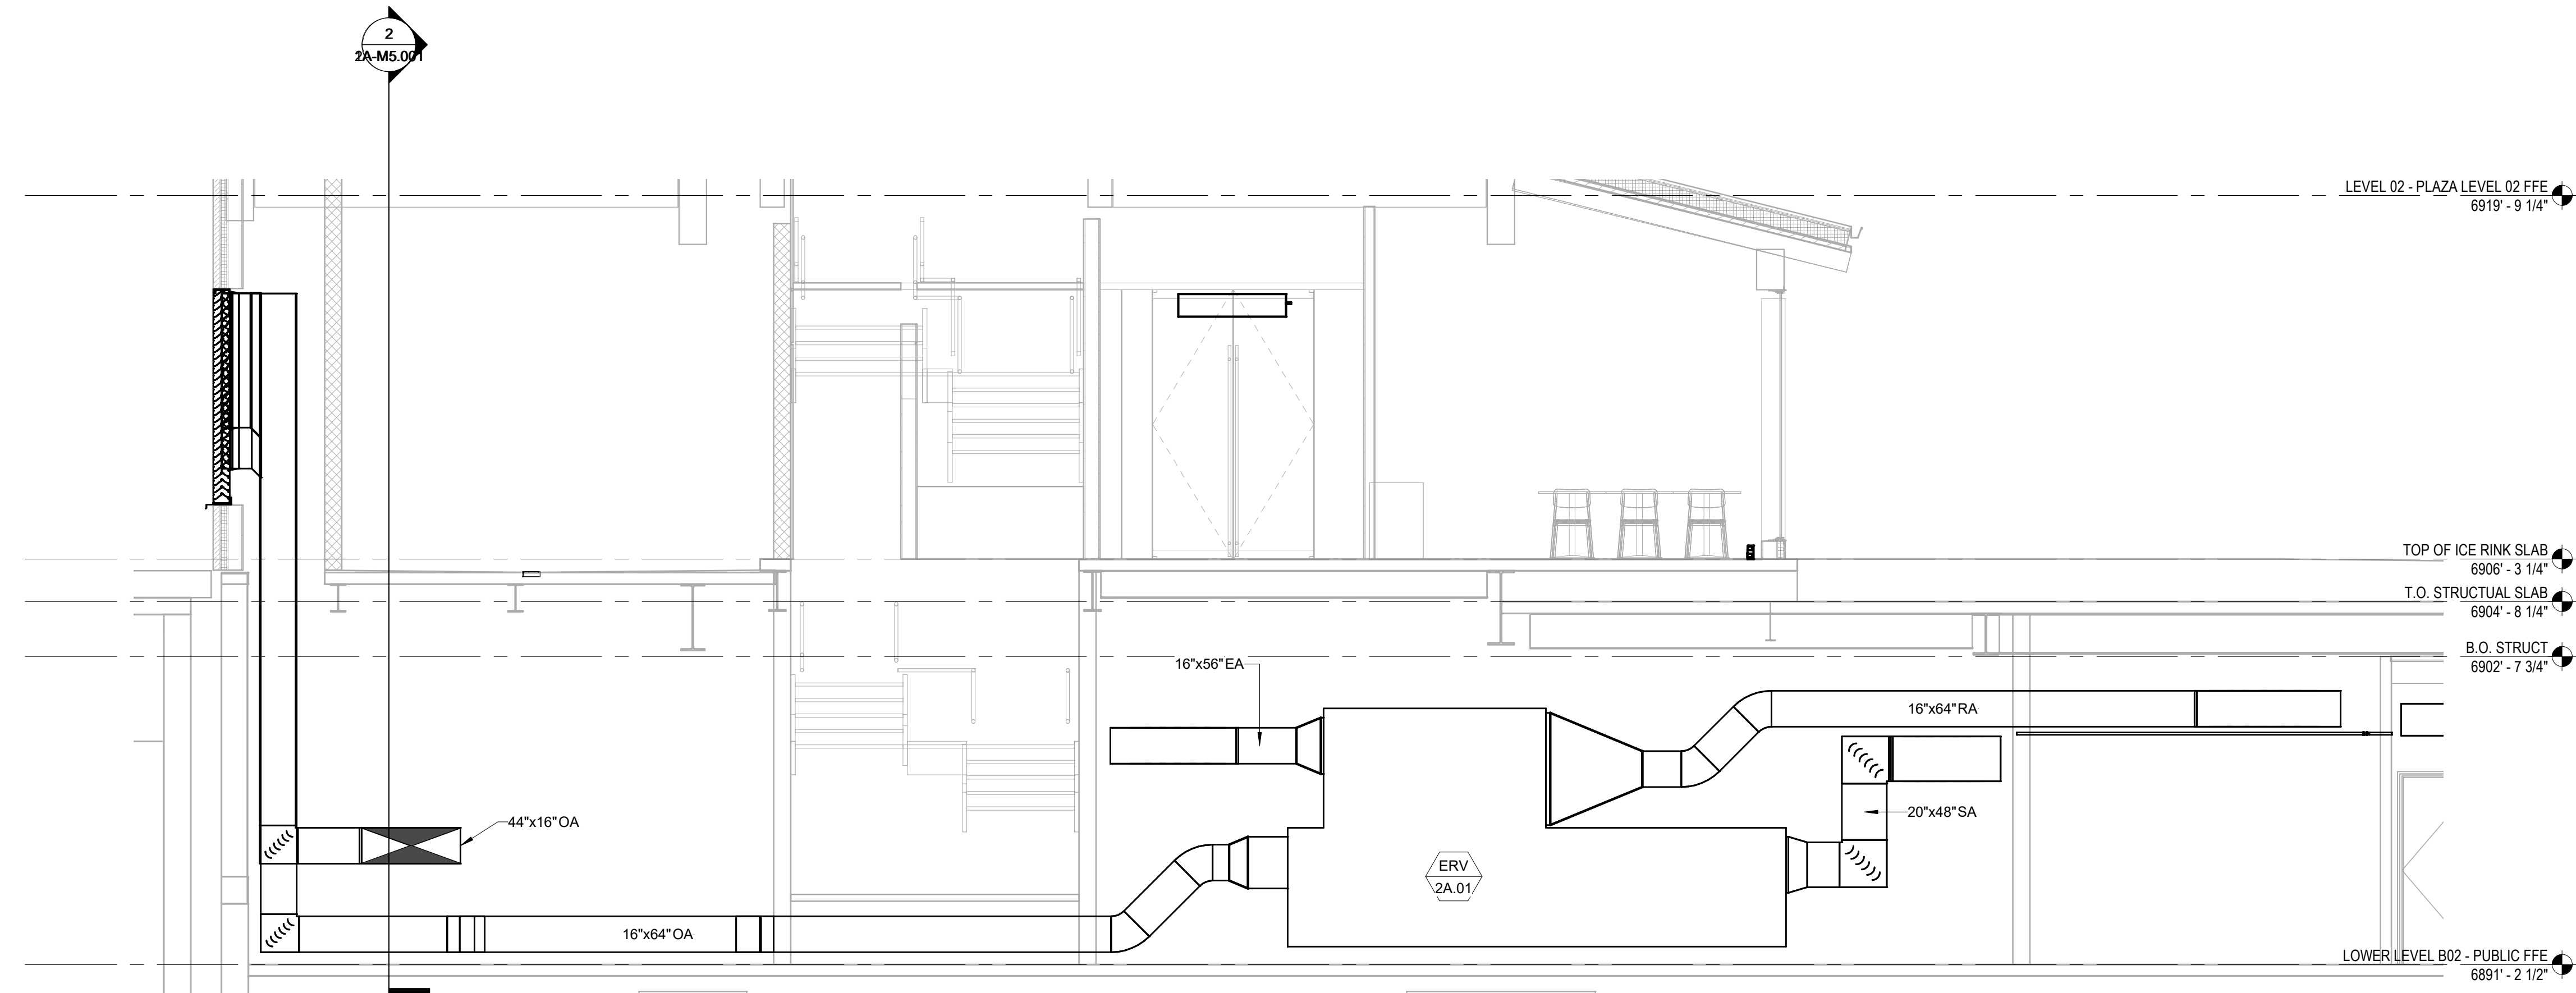 2
2A-M5.001
LEVEL 02 - PLAZA LEVEL 02 FFE
6919' - 9 1/4"
TOP OF ICE RINK SLAB
6906' - 3 1/4"
T.O. STRUCTUAL SLAB
6904' - 8 1/4"
B.O. STRUCT
6902' - 7 3/4"
16"x56"EA
16"x64"RA
44"x16"OA
20"x48"SA
ERV
2A.01
16"x64"OA
LOWER LEVEL B02 - PUBLIC FFE
6891' - 2 1/2"